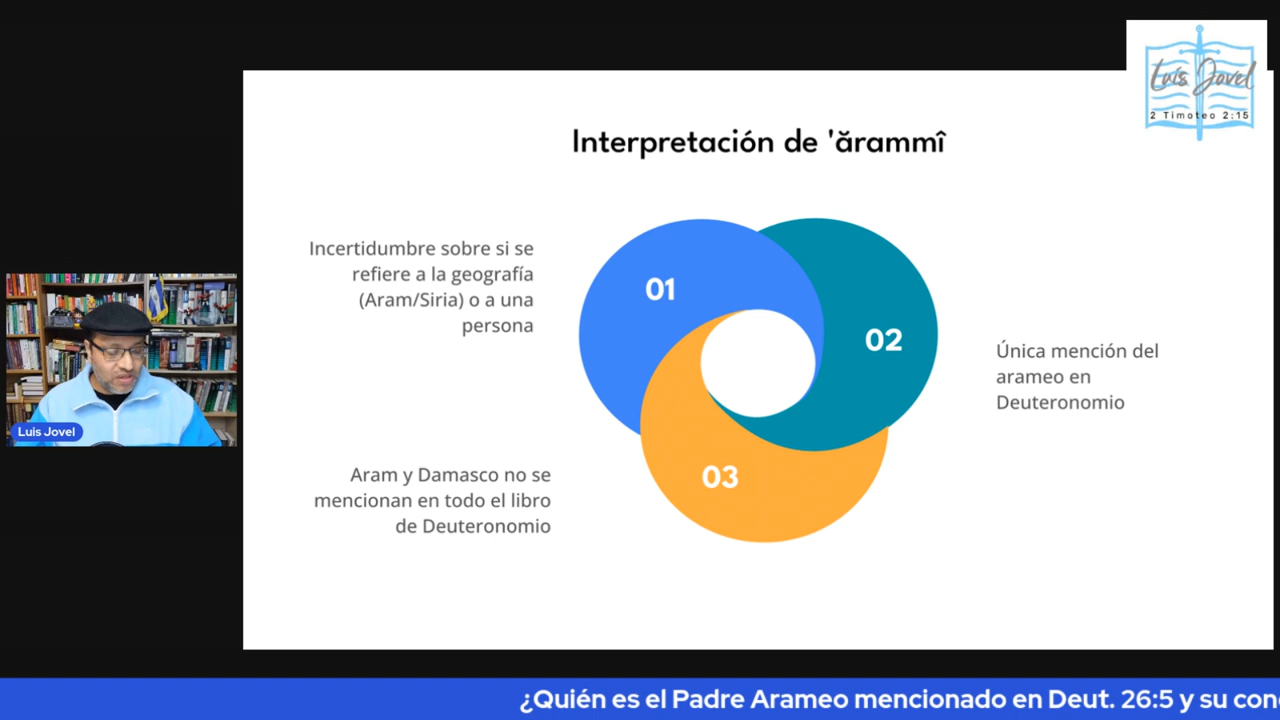 Luis Jovel
2 Timoteo 2:15
Interpretación de 'ărammî
Incertidumbre sobre si se
refiere a la geografía
(Aram/Siria) o a una
persona
01
02
Única mención del
arameo en
Deuteronomio
03
Aram y Damasco no se
mencionan en todo el libro
de Deuteronomio
Luis Jovel
¿Quién es el Padre Arameo mencionado en Deut. 26:5 y su con